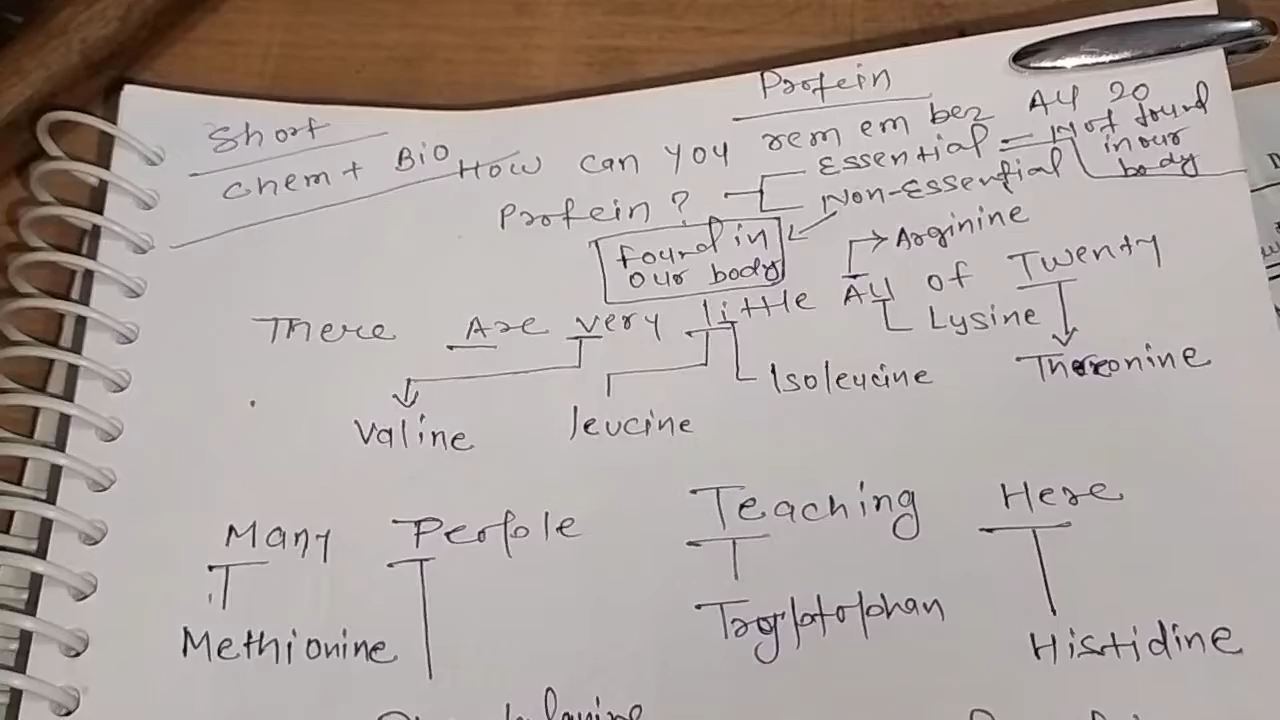 Protein
Short
Chem + Bio
How can you remember All 20
Protein?
Essential = Not found in our body
Non-Essential
found in
our body
Arginine
There Are very little All of Twenty
Lysine
Isoleucine
Threonine
Valine
leucine
Many
Teaching Here
Methionine
Histidine